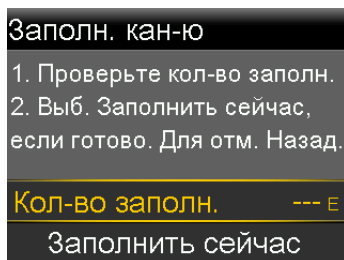 Заполн. кан-ю
1. Проверьте кол-во заполн.
2. Выб. Заполнить сейчас,
если готово. Для отм. Назад.
Кол-во заполн. --- E
Заполнить сейчас